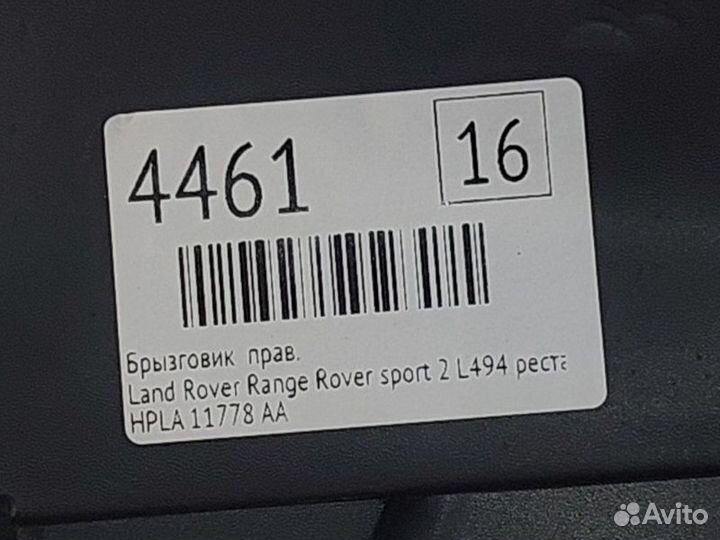 4461
16
Брызговик прав.
Land Rover Range Rover sport 2 L494 реста
HPLA 11778 AA
Avito